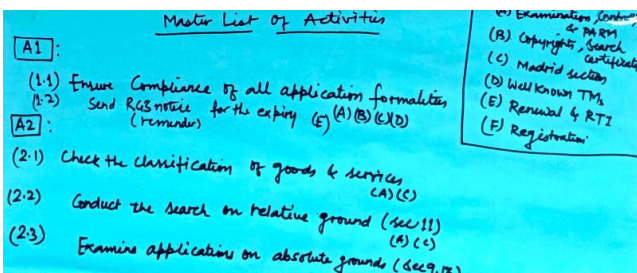 Master List of Activities
A1 :
(1.1) Ensure Compliance of all application formalities (A)(B)(C)(D)
(1.2) Send RG3 notice for the expiry (E)
(reminder)
A2 :
(2.1) Check the classification of goods & services
(A)(C)
(2.2) Conduct the search on relative ground (sec 11)
(A)(C)
(2.3) Examine applications on absolute grounds (sec 9,
(A) Examination,
& PARM
(B) Copyrights, Search
Certificate
(C) Madrid section
(D) Well Known TMs
(E) Renewal & RTI
(F) Registration